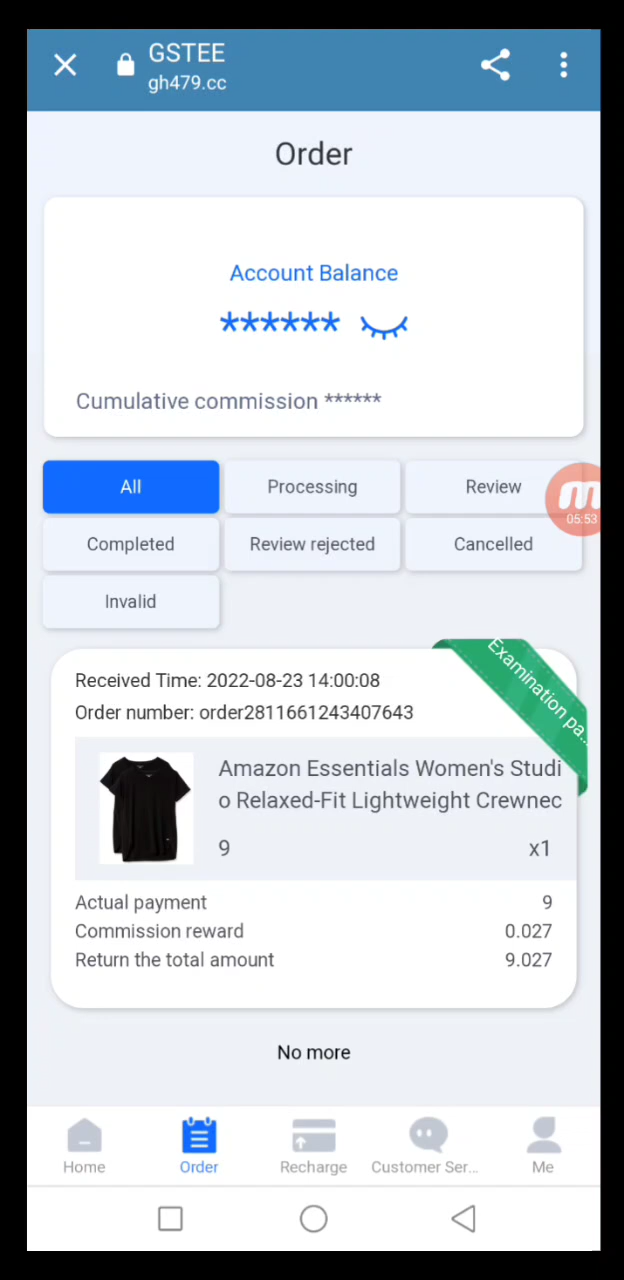 GSTEE
gh479.cc
Order
Account Balance
******
Cumulative commission ******
All
Processing
Review
05:53
Completed
Review rejected
Cancelled
Invalid
Examination pa...
Received Time: 2022-08-23 14:00:08
Order number: order2811661243407643
Amazon Essentials Women's Studi
o Relaxed-Fit Lightweight Crewnec
9 x1
Actual payment 9
Commission reward 0.027
Return the total amount 9.027
No more
Home
Order
Recharge
Customer Ser...
Me